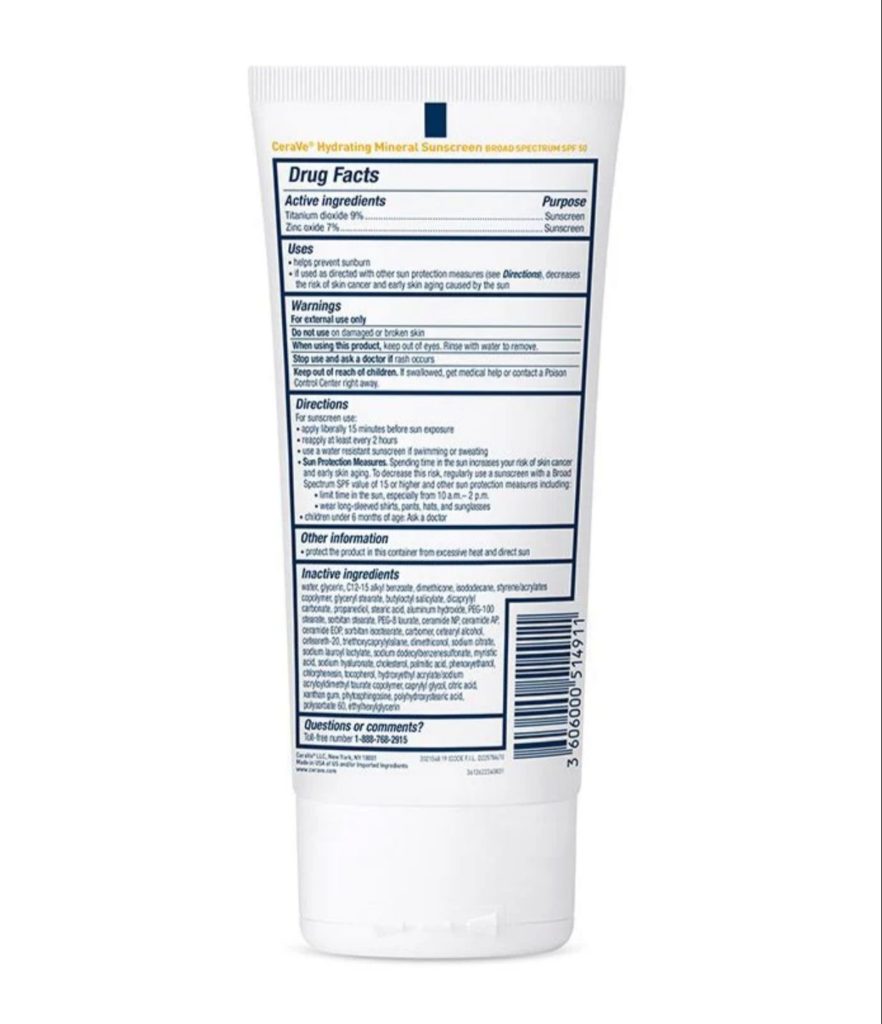 CeraVe® Hydrating Mineral Sunscreen BROAD SPECTRUM SPF 50
Drug Facts
Active ingredients Purpose
Titanium dioxide 9%.......................................................... Sunscreen
Zinc oxide 7%................................................................. Sunscreen
Uses
• helps prevent sunburn
• if used as directed with other sun protection measures (see Directions), decreases
the risk of skin cancer and early skin aging caused by the sun
Warnings
For external use only
Do not use on damaged or broken skin
When using this product, keep out of eyes. Rinse with water to remove.
Stop use and ask a doctor if rash occurs
Keep out of reach of children. If swallowed, get medical help or contact a Poison
Control Center right away.
Directions
For sunscreen use:
• apply liberally 15 minutes before sun exposure
• reapply at least every 2 hours
• use a water resistant sunscreen if swimming or sweating
• Sun Protection Measures. Spending time in the sun increases your risk of skin cancer
and early skin aging. To decrease this risk, regularly use a sunscreen with a Broad
Spectrum SPF value of 15 or higher and other sun protection measures including:
• limit time in the sun, especially from 10 a.m.– 2 p.m.
• wear long-sleeved shirts, pants, hats, and sunglasses
• children under 6 months of age: Ask a doctor
Other information
• protect the product in this container from excessive heat and direct sun
Inactive ingredients
water, glycerin, C12-15 alkyl benzoate, dimethicone, isododecane, styrene/acrylates
copolymer, glyceryl stearate, butyloctyl salicylate, dicaprylyl
carbonate, propanediol, stearic acid, aluminum hydroxide, PEG-100
stearate, sorbitan stearate, PEG-8 laurate, ceramide NP, ceramide AP,
ceramide EOP, sorbitan isostearate, carbomer, cetearyl alcohol,
ceteareth-20, triethoxycaprylylsilane, dimethiconol, sodium citrate,
sodium lauroyl lactylate, sodium dodecylbenzenesulfonate, myristic
acid, sodium hyaluronate, cholesterol, palmitic acid, phenoxyethanol,
chlorphenesin, tocopherol, hydroxyethyl acrylate/sodium
acryloyldimethyl taurate copolymer, caprylyl glycol, citric acid,
xanthan gum, phytosphingosine, polyhydroxystearic acid,
polysorbate 60, ethylhexylglycerin
Questions or comments?
Toll-free number 1-888-768-2915
CeraVe® LLC, New York, NY 10001
Made in USA of US and/or Imported Ingredients
www.cerave.com
3 606000 514911